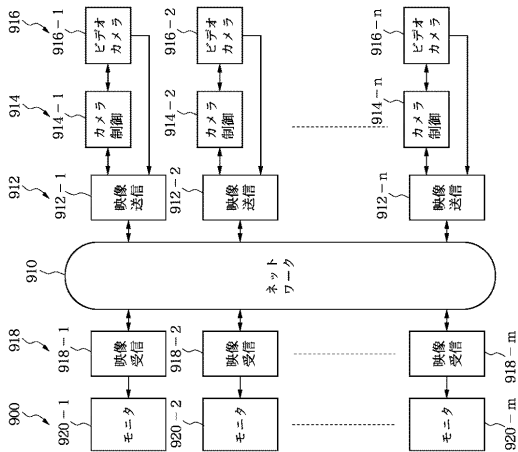 916
916-1
ビデオ
カメラ
916-2
ビデオ
カメラ
916-n
ビデオ
カメラ
914
914-1
カメラ
制御
914-2
カメラ
制御
914-n
カメラ
制御
912
912-1
映像
送信
912-2
映像
送信
912-n
映像
送信
910
ネット
ワーク
918
918-1
映像
受信
918-2
映像
受信
映像
受信
918-m
900
920-1
モニタ
920-2
モニタ
モニタ
920-m